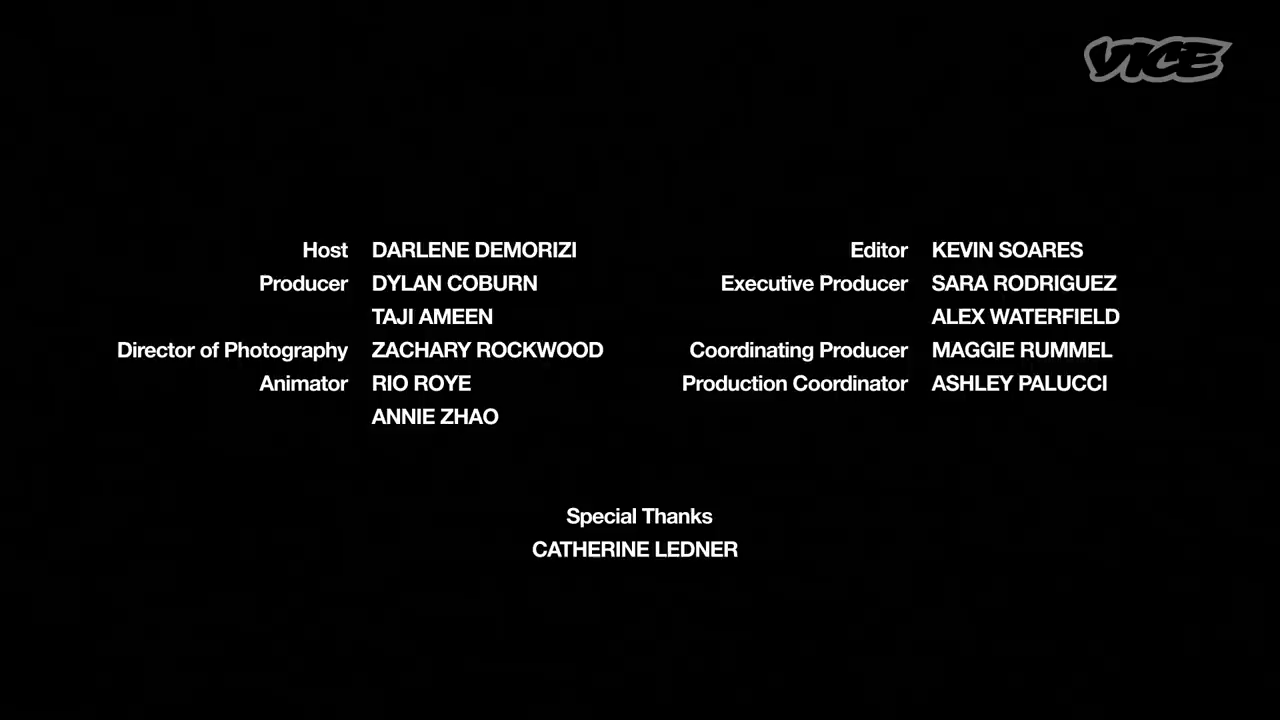 VICE
Host DARLENE DEMORIZI
Producer DYLAN COBURN
TAJI AMEEN
Director of Photography ZACHARY ROCKWOOD
Animator RIO ROYE
ANNIE ZHAO
Editor KEVIN SOARES
Executive Producer SARA RODRIGUEZ
ALEX WATERFIELD
Coordinating Producer MAGGIE RUMMEL
Production Coordinator ASHLEY PALUCCI
Special Thanks
CATHERINE LEDNER